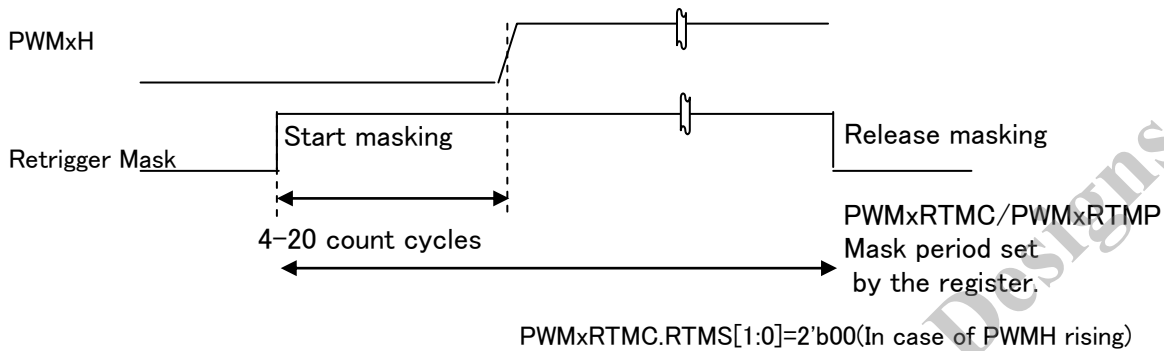 PWMxH
Start masking
Release masking
Retrigger Mask
4-20 count cycles
PWMxRTMC/PWMxRTMP
Mask period set
by the register.
PWMxRTMC.RTMS[1:0]=2'b00(In case of PWMH rising)
Designs